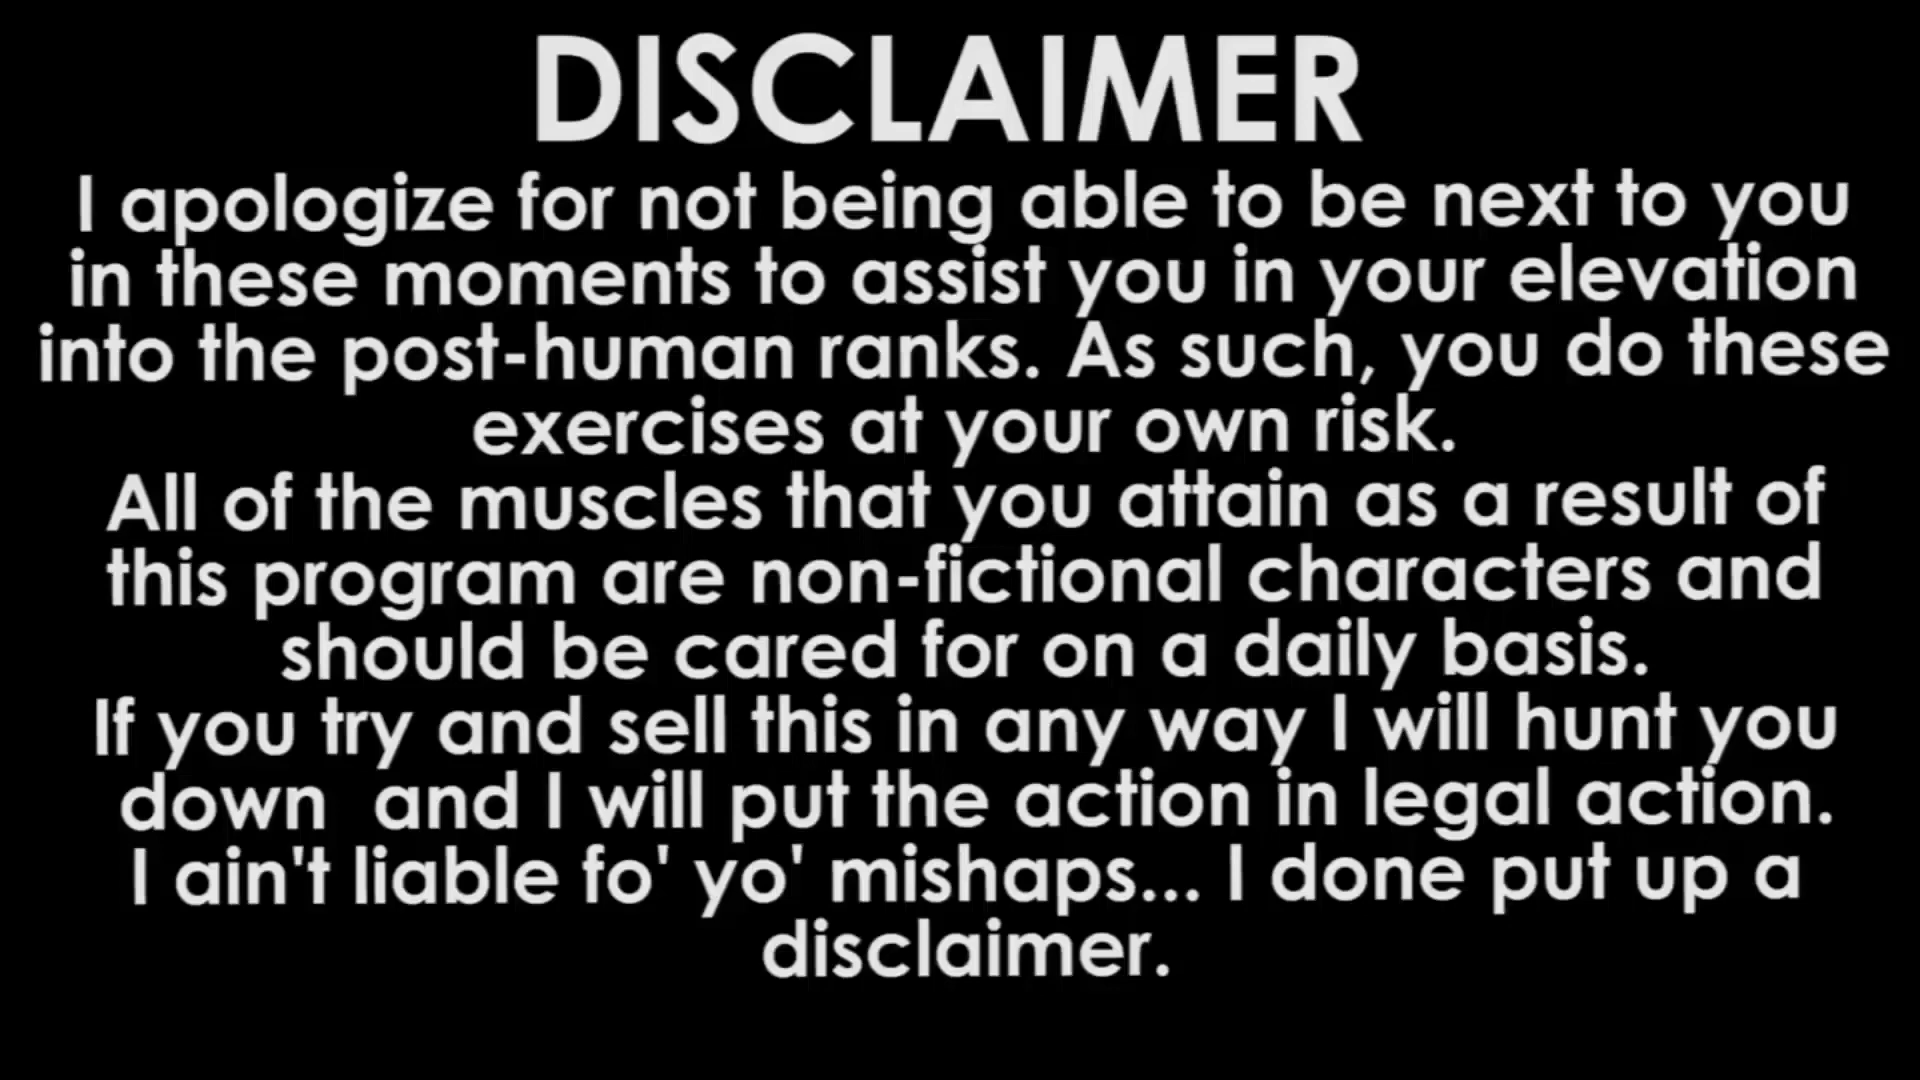 DISCLAIMER
I apologize for not being able to be next to you
in these moments to assist you in your elevation
into the post-human ranks. As such, you do these
exercises at your own risk.
All of the muscles that you attain as a result of
this program are non-fictional characters and
should be cared for on a daily basis.
If you try and sell this in any way I will hunt you
down  and I will put the action in legal action.
I ain't liable fo' yo' mishaps... I done put up a
disclaimer.